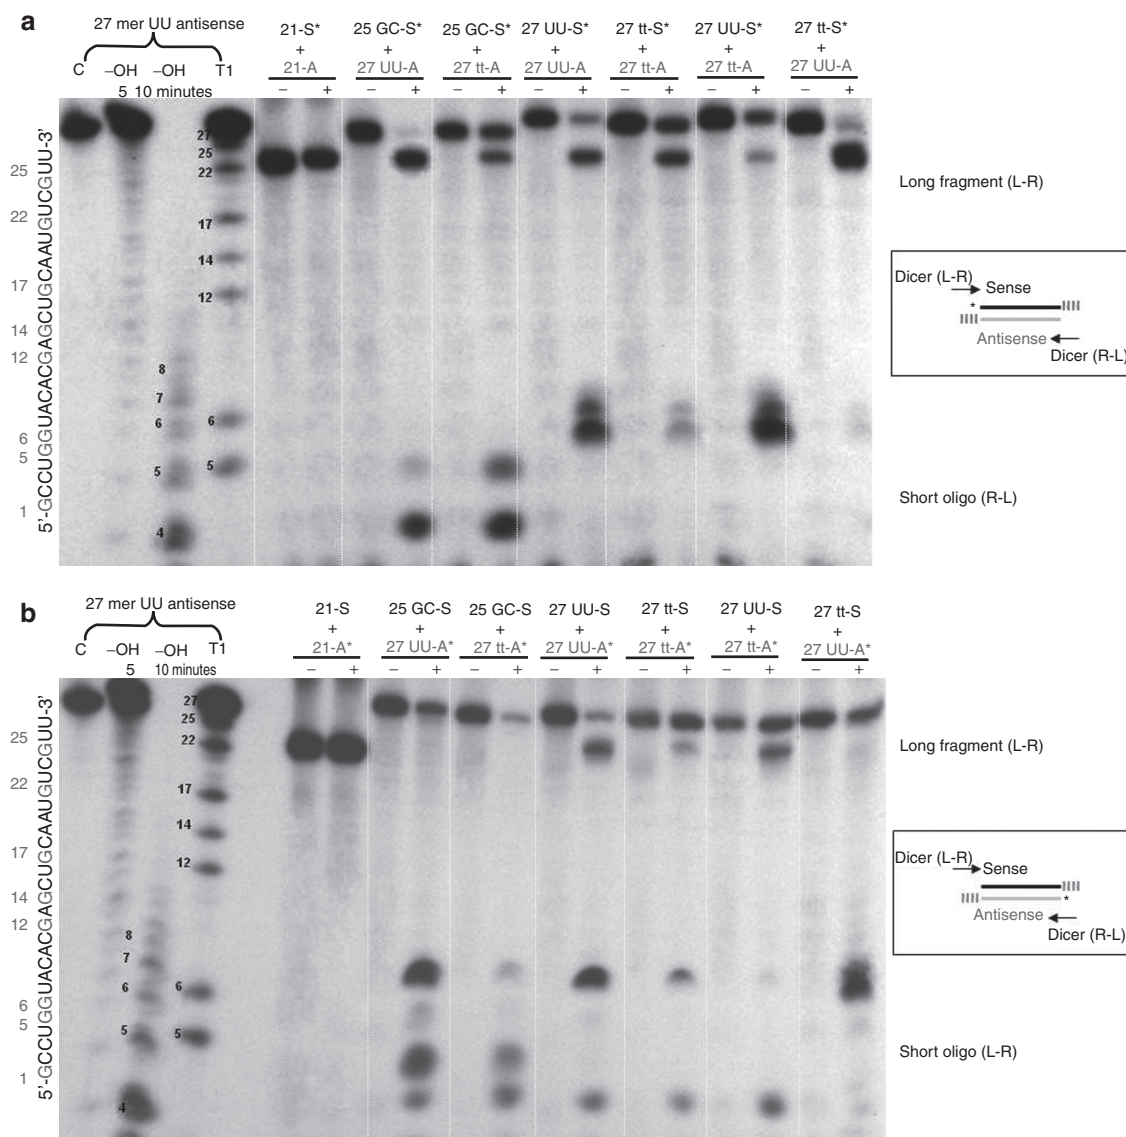 a
27 mer UU antisense
C –OH –OH T1
5 10 minutes
21-S* + 21-A
25 GC-S* + 27 UU-A
25 GC-S* + 27 tt-A
27 UU-S* + 27 UU-A
27 tt-S* + 27 tt-A
27 UU-S* + 27 tt-A
27 tt-S* + 27 UU-A
– + – + – + – + – + – + – +
5'-GCCUGGUACACGAGCUGCAAUGUCGUU-3'
25
22
17
14
12
6
5
1
8
7
6
5
4
27
25
22
17
14
12
6
5
Long fragment (L-R)
Dicer (L-R)
* Sense
Antisense
Dicer (R-L)
Short oligo (R-L)
b
27 mer UU antisense
C –OH –OH T1
5 10 minutes
21-S + 21-A*
25 GC-S + 27 UU-A*
25 GC-S + 27 tt-A*
27 UU-S + 27 UU-A*
27 tt-S + 27 tt-A*
27 UU-S + 27 tt-A*
27 tt-S + 27 UU-A*
– + – + – + – + – + – + – +
5'-GCCUGGUACACGAGCUGCAAUGUCGUU-3'
25
22
17
14
12
6
5
1
8
7
6
5
4
27
25
22
17
14
12
6
5
Long fragment (L-R)
Dicer (L-R)
Sense
*
Antisense
Dicer (R-L)
Short oligo (L-R)